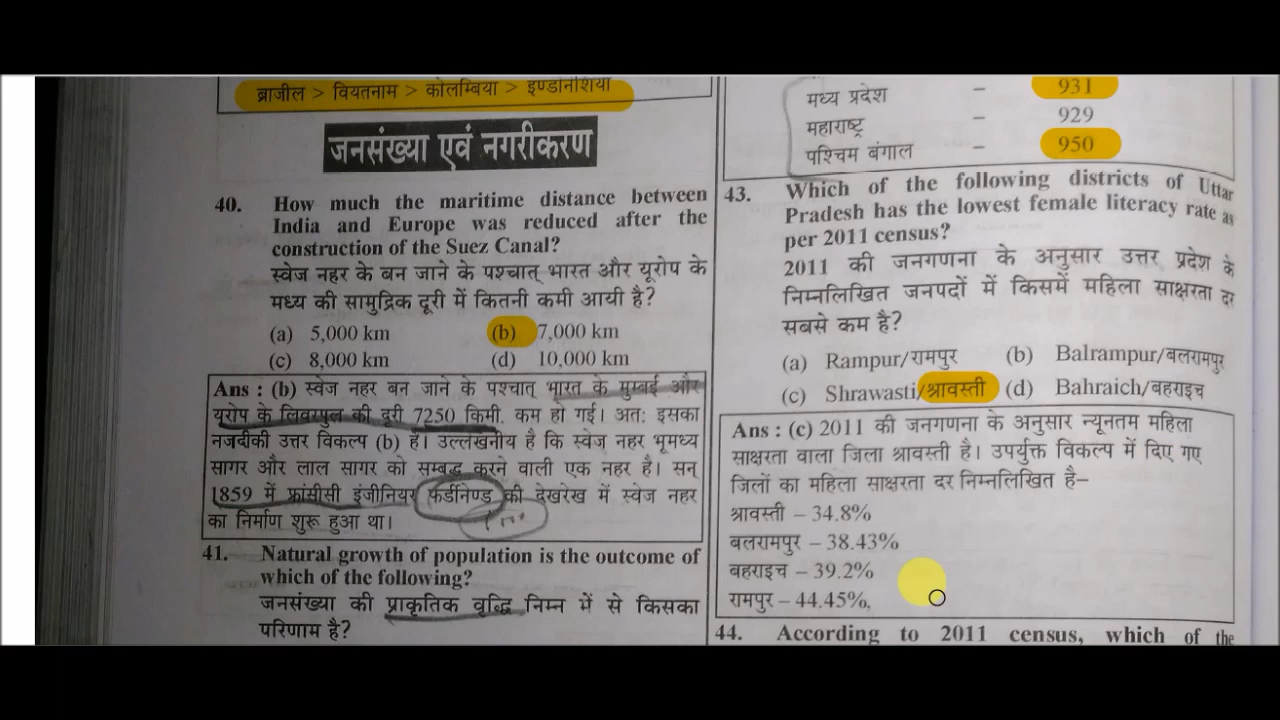 ब्राजील > वियतनाम > कोलम्बिया > इण्डोनेशिया
जनसंख्या एवं नगरीकरण
40. How much the maritime distance between
India and Europe was reduced after the
construction of the Suez Canal?
स्वेज नहर के बन जाने के पश्चात् भारत और यूरोप के
मध्य की सामुद्रिक दूरी में कितनी कमी आयी है?
(a) 5,000 km (b) 7,000 km
(c) 8,000 km (d) 10,000 km
Ans : (b) स्वेज नहर बन जाने के पश्चात् भारत के मुम्बई और
यूरोप के लिवरपुल की दूरी 7250 किमी. कम हो गई। अत: इसका
नजदीकी उत्तर विकल्प (b) है। उल्लेखनीय है कि स्वेज नहर भूमध्य
सागर और लाल सागर को सम्बद्ध करने वाली एक नहर है। सन्
1859 में फ्रांसीसी इंजीनियर फर्डीनेण्ड की देखरेख में स्वेज नहर
का निर्माण शुरू हुआ था।
41. Natural growth of population is the outcome of
which of the following?
जनसंख्या की प्राकृतिक वृद्धि निम्न में से किसका
परिणाम है?
मध्य प्रदेश – 931
महाराष्ट्र – 929
पश्चिम बंगाल – 950
43. Which of the following districts of Uttar
Pradesh has the lowest female literacy rate as
per 2011 census?
2011 की जनगणना के अनुसार उत्तर प्रदेश के
निम्नलिखित जनपदों में किसमें महिला साक्षरता दर
सबसे कम है?
(a) Rampur/रामपुर (b) Balrampur/बलरामपुर
(c) Shrawasti/श्रावस्ती (d) Bahraich/बहराइच
Ans : (c) 2011 की जनगणना के अनुसार न्यूनतम महिला
साक्षरता वाला जिला श्रावस्ती है। उपर्युक्त विकल्प में दिए गए
जिलों का महिला साक्षरता दर निम्नलिखित है–
श्रावस्ती – 34.8%
बलरामपुर – 38.43%
बहराइच – 39.2%
रामपुर – 44.45%,
44. According to 2011 census, which of the